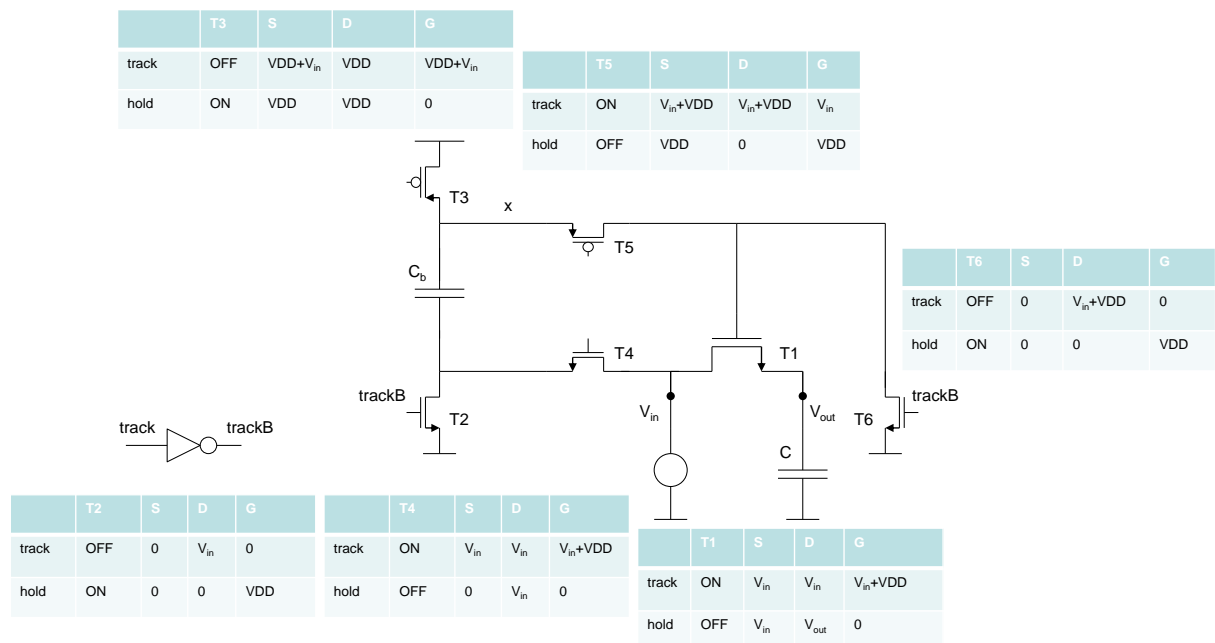 T3 S D G
track OFF VDD+Vin VDD VDD+Vin
hold ON VDD VDD 0
T5 S D G
track ON Vin+VDD Vin+VDD Vin
hold OFF VDD 0 VDD
T3
x
T5
Cb
T6 S D G
track OFF 0 Vin+VDD 0
hold ON 0 0 VDD
T4
T1
trackB
T2
Vin
Vout
T6
trackB
track
trackB
C
T2 S D G
track OFF 0 Vin 0
hold ON 0 0 VDD
T4 S D G
track ON Vin Vin Vin+VDD
hold OFF 0 Vin 0
T1 S D G
track ON Vin Vin Vin+VDD
hold OFF Vin Vout 0